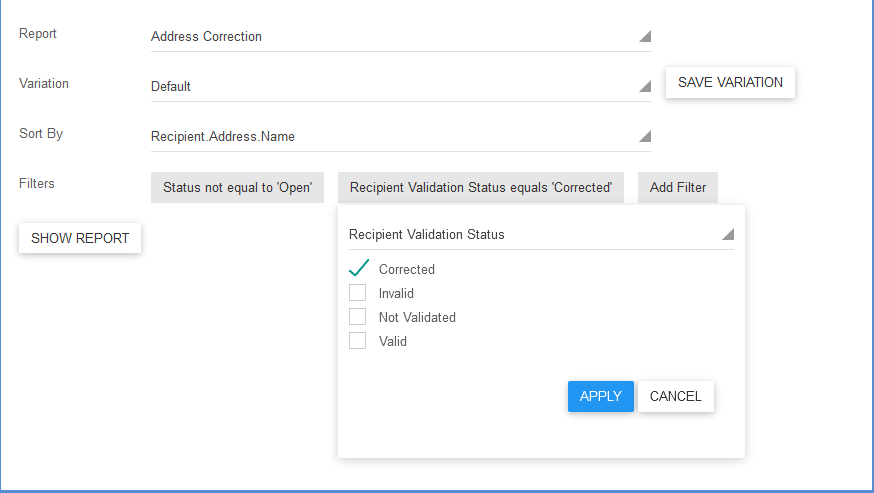 Report
Address Correction
Variation
Default
SAVE VARIATION
Sort By
Recipient.Address.Name
Filters
Status not equal to 'Open'
Recipient Validation Status equals 'Corrected'
Add Filter
SHOW REPORT
Recipient Validation Status
Corrected
Invalid
Not Validated
Valid
APPLY
CANCEL